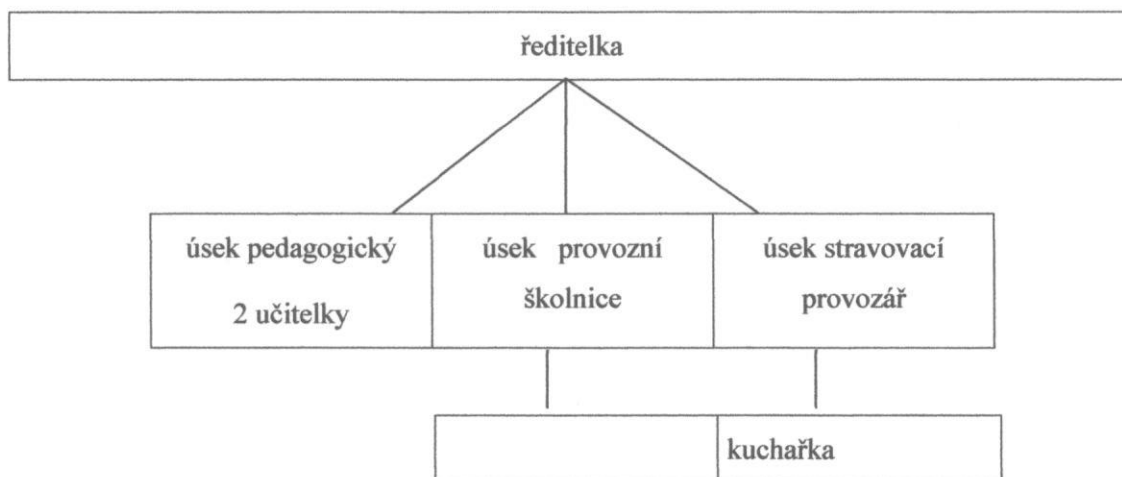 ředitelka
úsek pedagogický
2 učitelky
úsek provozní
školnice
úsek stravovací
provozář
kuchařka